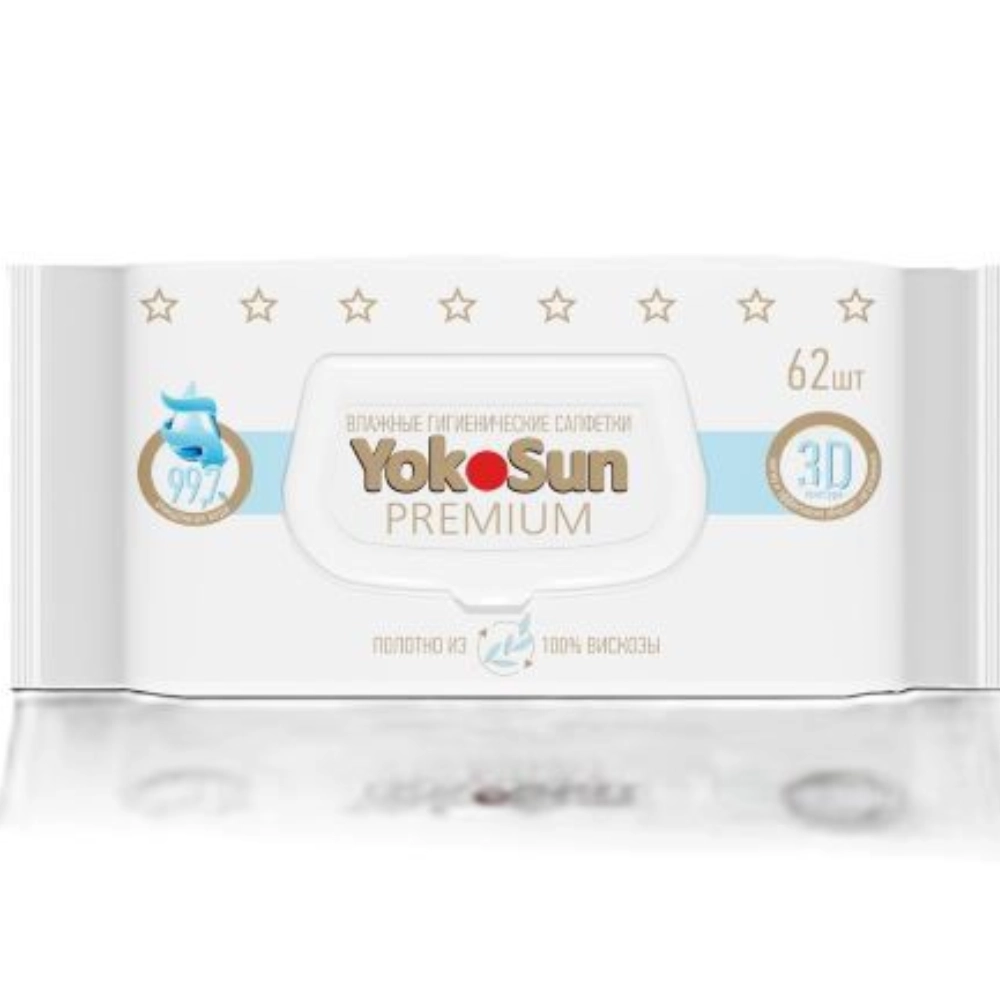 62шт
ВЛАЖНЫЕ ГИГИЕНИЧЕСКИЕ САЛФЕТКИ
YokoSun
PREMIUM
99,7%
3D
ПОЛОТНО ИЗ 100% ВИСКОЗЫ